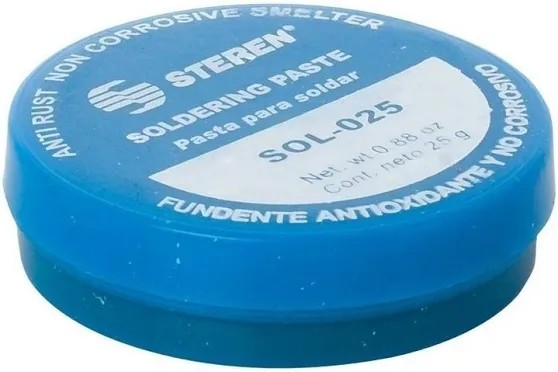 ANTI RUST NON CORROSIVE SMELTER
STEREN®
SOLDERING PASTE
Pasta para soldar
SOL-025
Net. wt.0.88 oz
Cont. neto 25 g
FUNDENTE ANTIOXIDANTE Y NO CORROSIVO